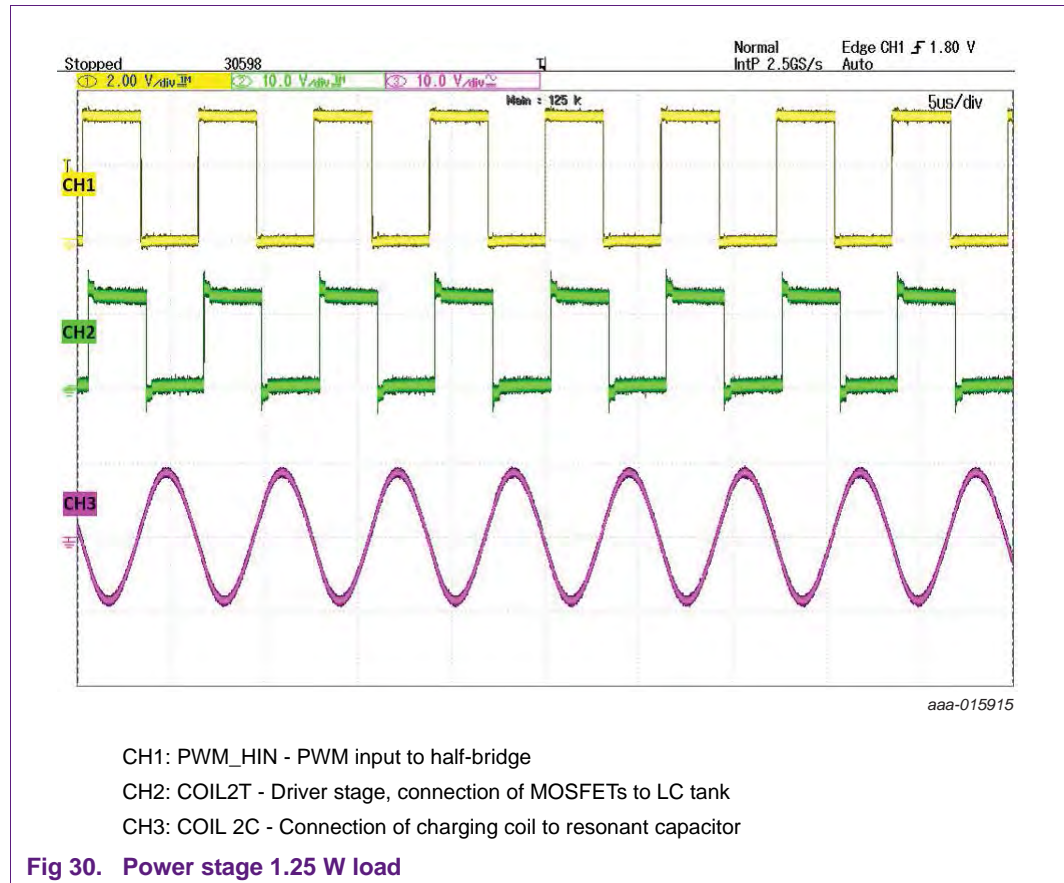 Stopped 30598 Normal Edge CH1 1.80 V
IntP 2.5GS/s Auto
① 2.00 V/div 1M ② 10.0 V/div 1M ③ 10.0 V/div
Main : 125 k
5us/div
CH1
CH2
CH3
aaa-015915
CH1: PWM_HIN - PWM input to half-bridge
CH2: COIL2T - Driver stage, connection of MOSFETs to LC tank
CH3: COIL 2C - Connection of charging coil to resonant capacitor
Fig 30. Power stage 1.25 W load